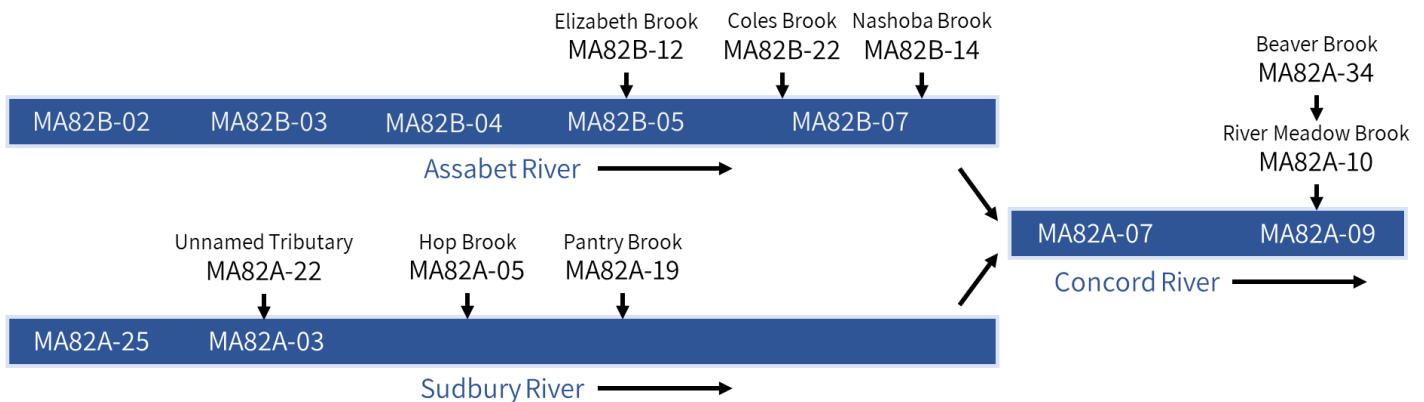 Elizabeth Brook
MA82B-12
Coles Brook
MA82B-22
Nashoba Brook
MA82B-14
Beaver Brook
MA82A-34
MA82B-02
MA82B-03
MA82B-04
MA82B-05
MA82B-07
River Meadow Brook
MA82A-10
Assabet River
Unnamed Tributary
MA82A-22
Hop Brook
MA82A-05
Pantry Brook
MA82A-19
MA82A-07
MA82A-09
Concord River
MA82A-25
MA82A-03
Sudbury River